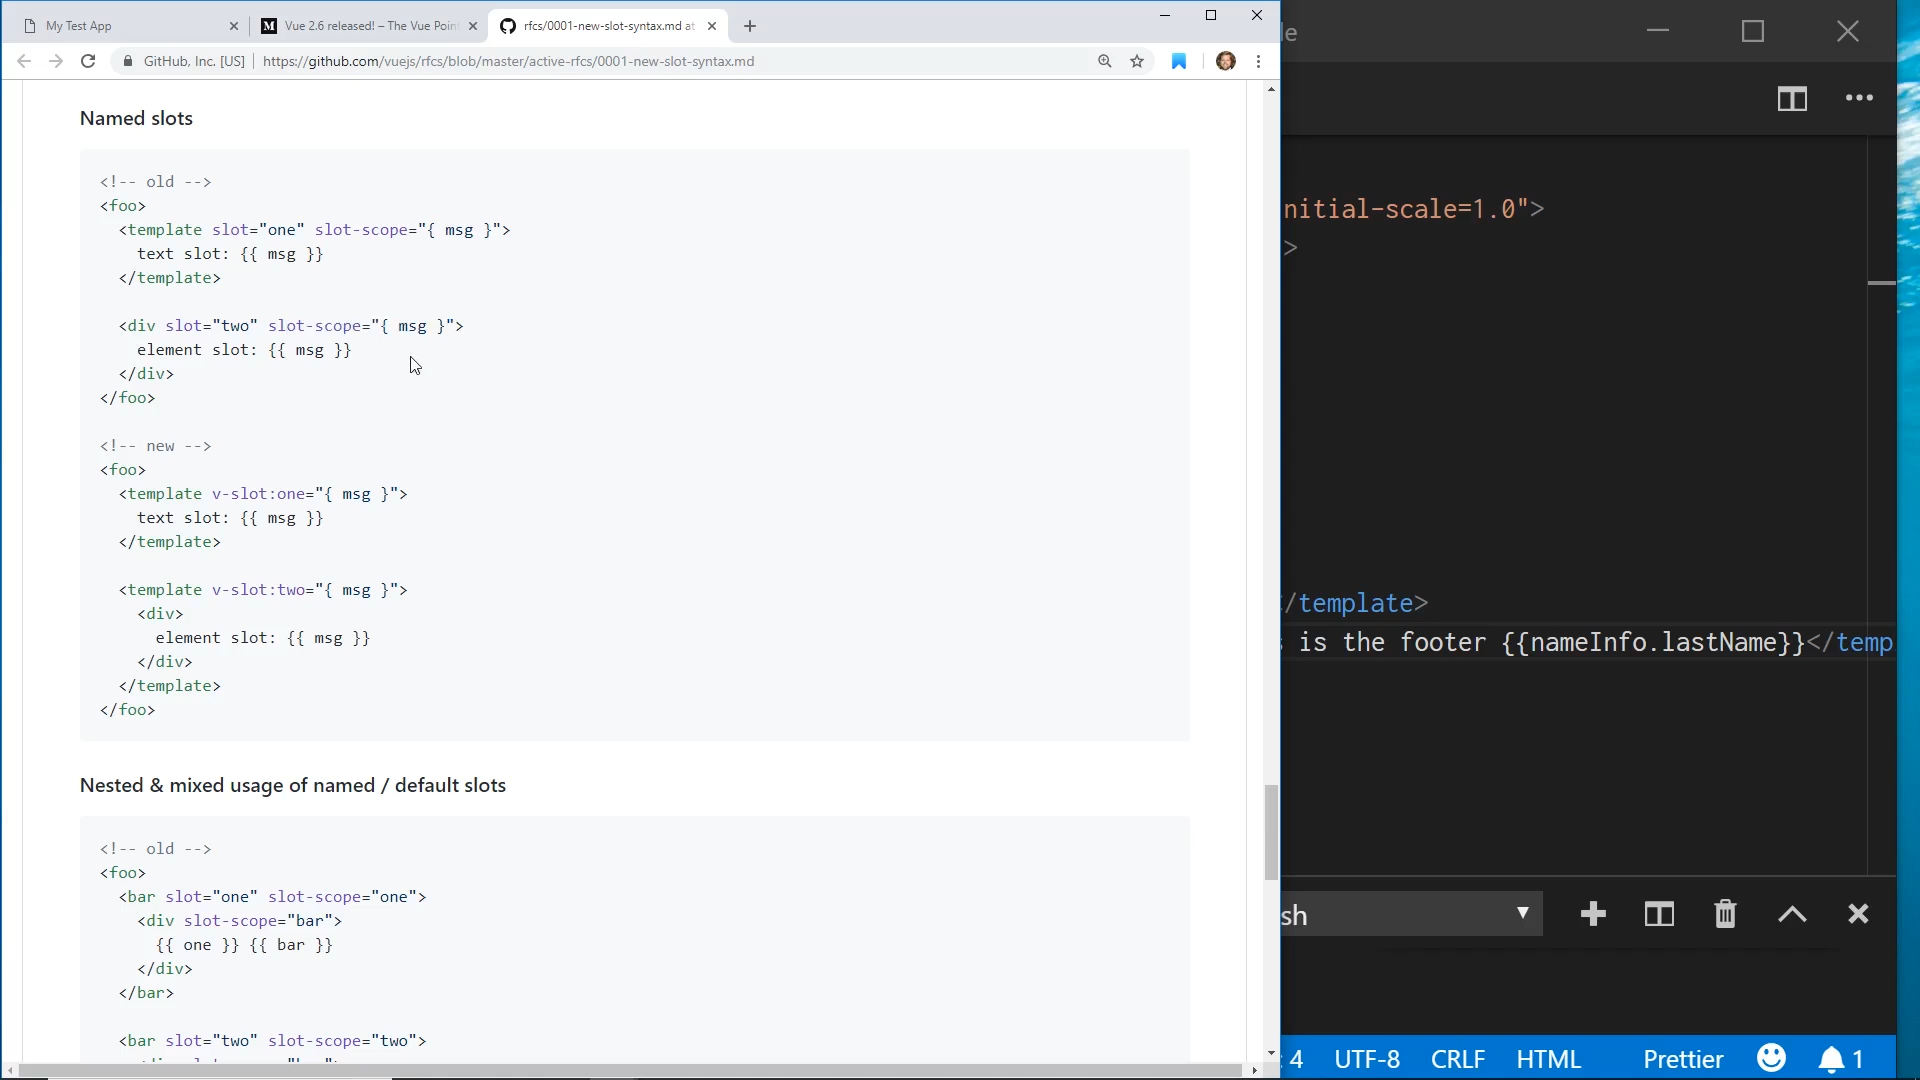 My Test App
Vue 2.6 released! – The Vue Poin
rfcs/0001-new-slot-syntax.md at
GitHub, Inc. [US]
https://github.com/vuejs/rfcs/blob/master/active-rfcs/0001-new-slot-syntax.md
Named slots
<!-- old -->
<foo>
<template slot="one" slot-scope="{ msg }">
text slot: {{ msg }}
</template>
<div slot="two" slot-scope="{ msg }">
element slot: {{ msg }}
</div>
</foo>
<!-- new -->
<foo>
<template v-slot:one="{ msg }">
text slot: {{ msg }}
</template>
<template v-slot:two="{ msg }">
<div>
element slot: {{ msg }}
</div>
</template>
</foo>
Nested & mixed usage of named / default slots
<!-- old -->
<foo>
<bar slot="one" slot-scope="one">
<div slot-scope="bar">
{{ one }} {{ bar }}
</div>
</bar>
<bar slot="two" slot-scope="two">
le
nitial-scale=1.0">
>
/template>
s is the footer {{nameInfo.lastName}}</temp
sh
4 UTF-8 CRLF HTML Prettier 1